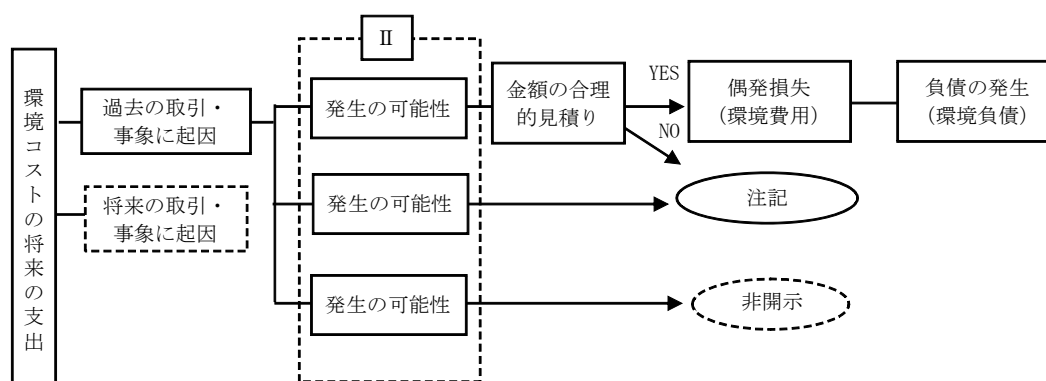 環境コストの将来の支出
過去の取引・
事象に起因
将来の取引・
事象に起因
Ⅱ
発生の可能性
発生の可能性
発生の可能性
金額の合理
的見積り
YES
NO
偶発損失
(環境費用)
負債の発生
(環境負債)
注記
非開示